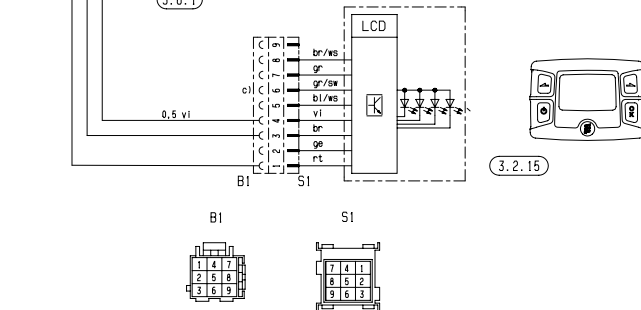 3.0.1
LCD
9
8 br/ws
7 gr
c) 6 gr/sw
5 bl/ws
0,5 vi 4 vi
3 br
2 ge
1 rt
B1 S1
3.2.15
B1 S1
1 4 7
2 5 8
3 6 9
7 4 1
8 5 2
9 6 3